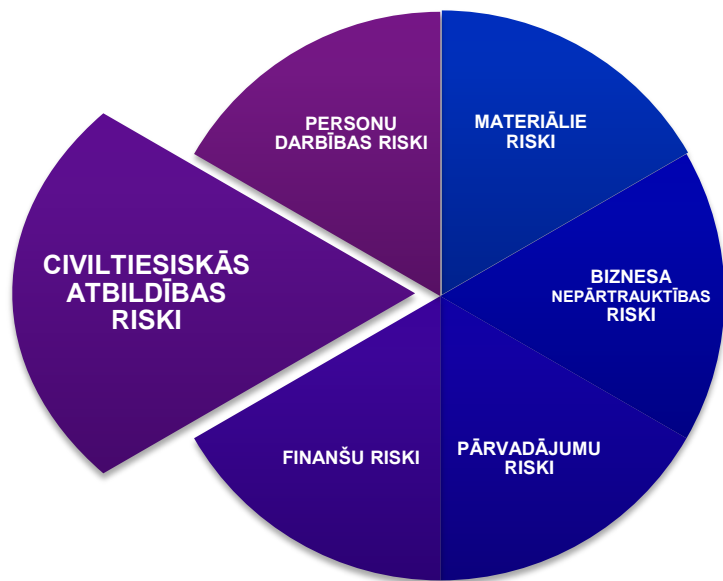 PERSONU
DARBĪBAS RISKI
MATERIĀLIE
RISKI
CIVILTIESISKĀS
ATBILDĪBAS
RISKI
BIZNESA
NEPĀRTRAUKTĪBAS
RISKI
FINANŠU RISKI
PĀRVADĀJUMU
RISKI